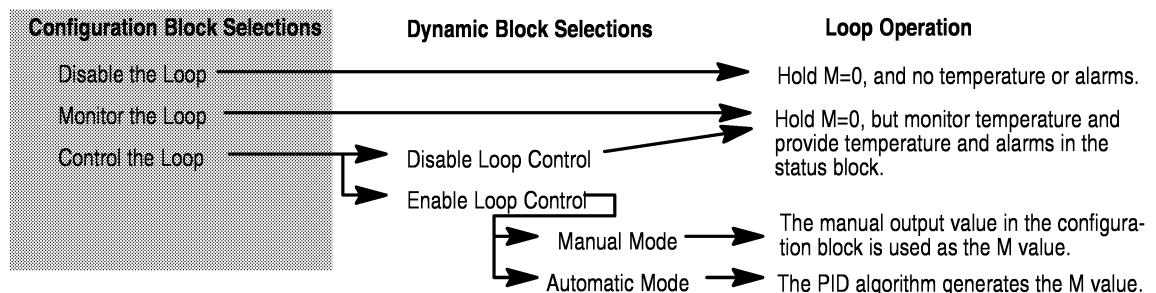 Configuration Block Selections
Dynamic Block Selections
Loop Operation
Disable the Loop
Hold M=0, and no temperature or alarms.
Monitor the Loop
Hold M=0, but monitor temperature and
provide temperature and alarms in the
status block.
Control the Loop
Disable Loop Control
Enable Loop Control
Manual Mode
The manual output value in the configura-
tion block is used as the M value.
Automatic Mode
The PID algorithm generates the M value.